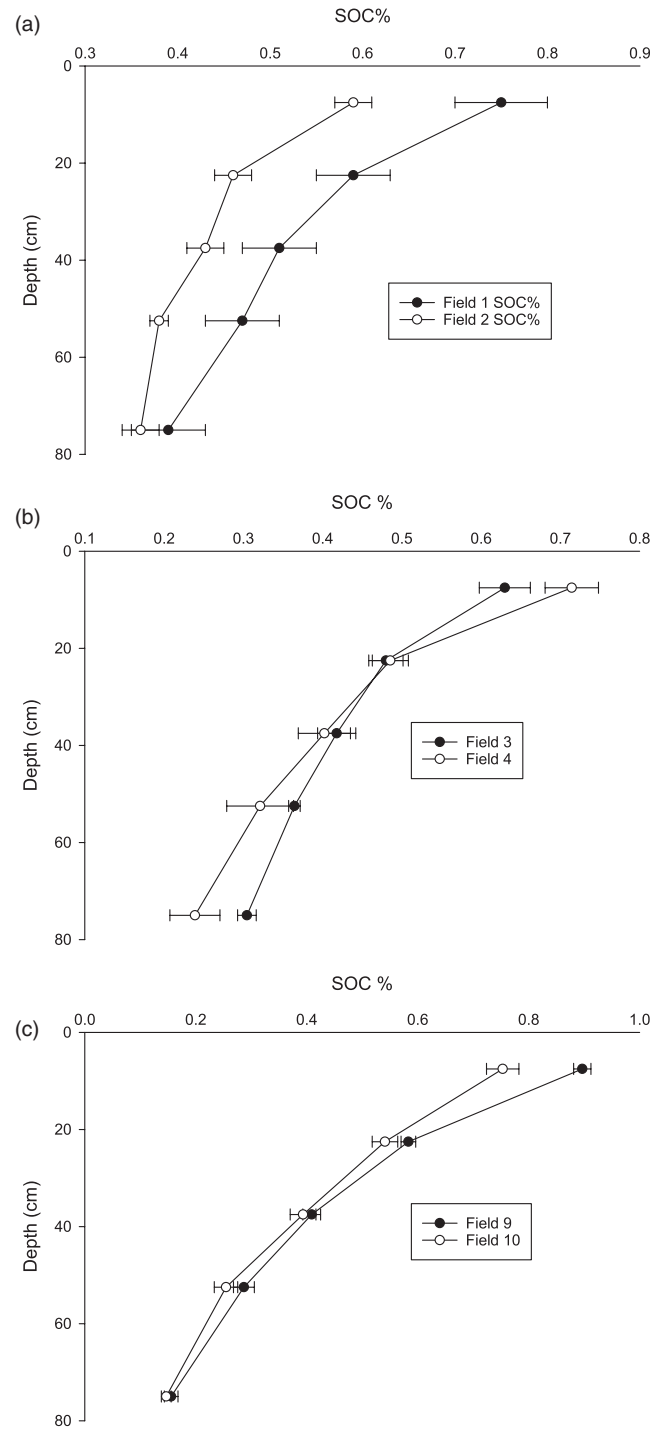 (a)
SOC%
0.3 0.4 0.5 0.6 0.7 0.8 0.9
0
20
40
60
80
Depth (cm)
Field 1 SOC%
Field 2 SOC%
(b)
SOC %
0.1 0.2 0.3 0.4 0.5 0.6 0.7 0.8
0
20
40
60
80
Depth (cm)
Field 3
Field 4
(c)
SOC %
0.0 0.2 0.4 0.6 0.8 1.0
0
20
40
60
80
Depth (cm)
Field 9
Field 10